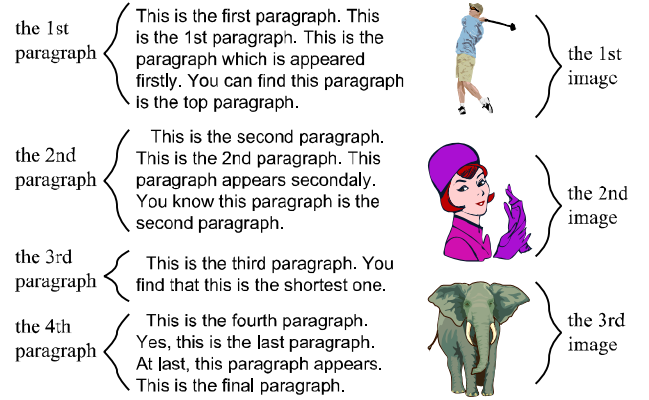 the 1st
paragraph
This is the first paragraph. This
is the 1st paragraph. This is the
paragraph which is appeared
firstly. You can find this paragraph
is the top paragraph.
the 1st
image
the 2nd
paragraph
This is the second paragraph.
This is the 2nd paragraph. This
paragraph appears secondaly.
You know this paragraph is the
second paragraph.
the 2nd
image
the 3rd
paragraph
This is the third paragraph. You
find that this is the shortest one.
the 4th
paragraph
This is the fourth paragraph.
Yes, this is the last paragraph.
At last, this paragraph appears.
This is the final paragraph.
the 3rd
image